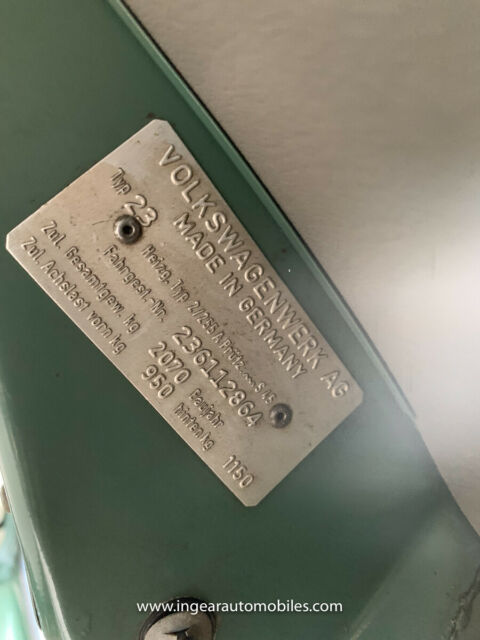 VOLKSWAGENWERK AG
MADE IN GERMANY
Typ 23
Fahrgest.-Nr. 236112864 Baujahr
Zul. Gesamtgew. kg 2070
Zul. Achslast vorn kg 950 hinten kg 1150
www.ingearautomobiles.com